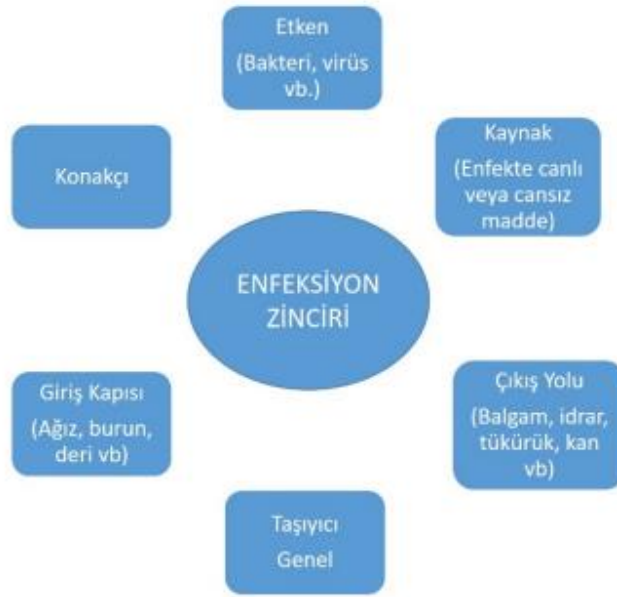 Etken
(Bakteri, virüs
vb.)
Kaynak
(Enfekte canlı
veya cansız
madde)
Konakçı
ENFEKSİYON
ZİNCİRİ
Çıkış Yolu
(Balgam, idrar,
tükürük, kan
vb)
Giriş Kapısı
(Ağız, burun,
deri vb)
Taşıyıcı
Genel